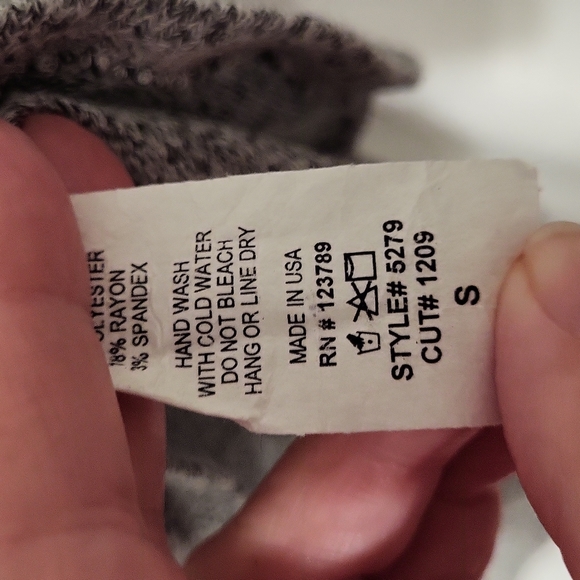 18% RAYON
3% SPANDEX
HAND WASH
WITH COLD WATER
DO NOT BLEACH
HANG OR LINE DRY
MADE IN USA
RN # 123789
STYLE# 5279
CUT# 1209
S